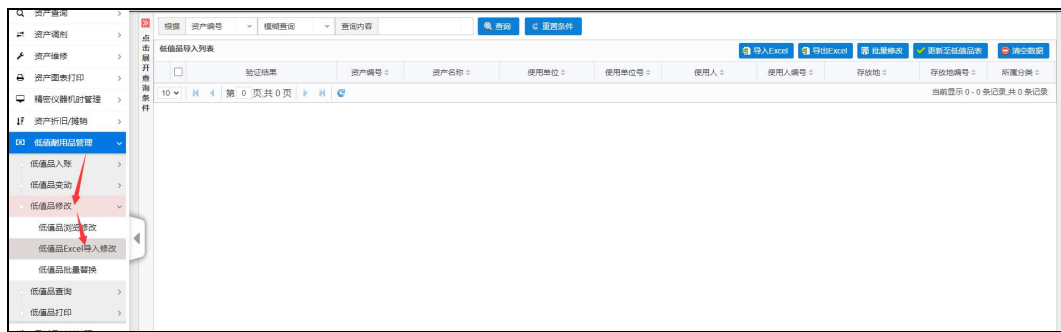 资产查询
资产调剂
资产维修
资产图表打印
精密仪器机时管理
资产折旧/摊销
低值耐用品管理
低值品入账
低值品变动
低值品修改
低值品浏览修改
低值品Excel导入修改
低值品批量替换
低值品查询
低值品打印
点击展开查询条件
根据 资产编号 模糊查询 查询内容 查询 重置条件
低值品导入列表 导入Excel 导出Excel 批量修改 更新至低值品表 清空数据
验证结果 资产编号 资产名称 使用单位 使用单位号 使用人 使用人编号 存放地 存放地编号 所属分类
10 第 0 页,共 0 页 当前显示 0 - 0 条记录,共 0 条记录